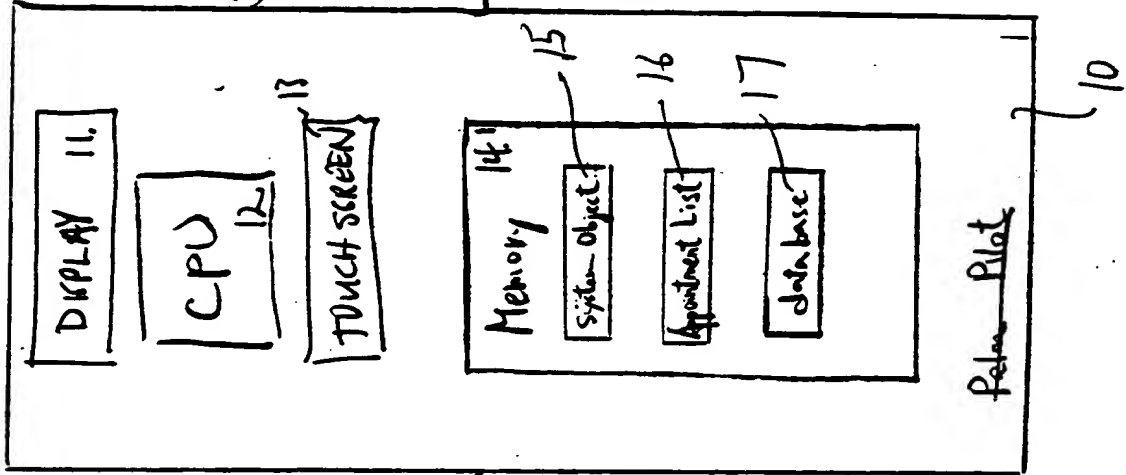 DISPLAY 11.
CPU 12
TOUCH SCREEN
13
Memory 14
System Object
15
Appointment List
16
data base
17
Palm Pilot
10